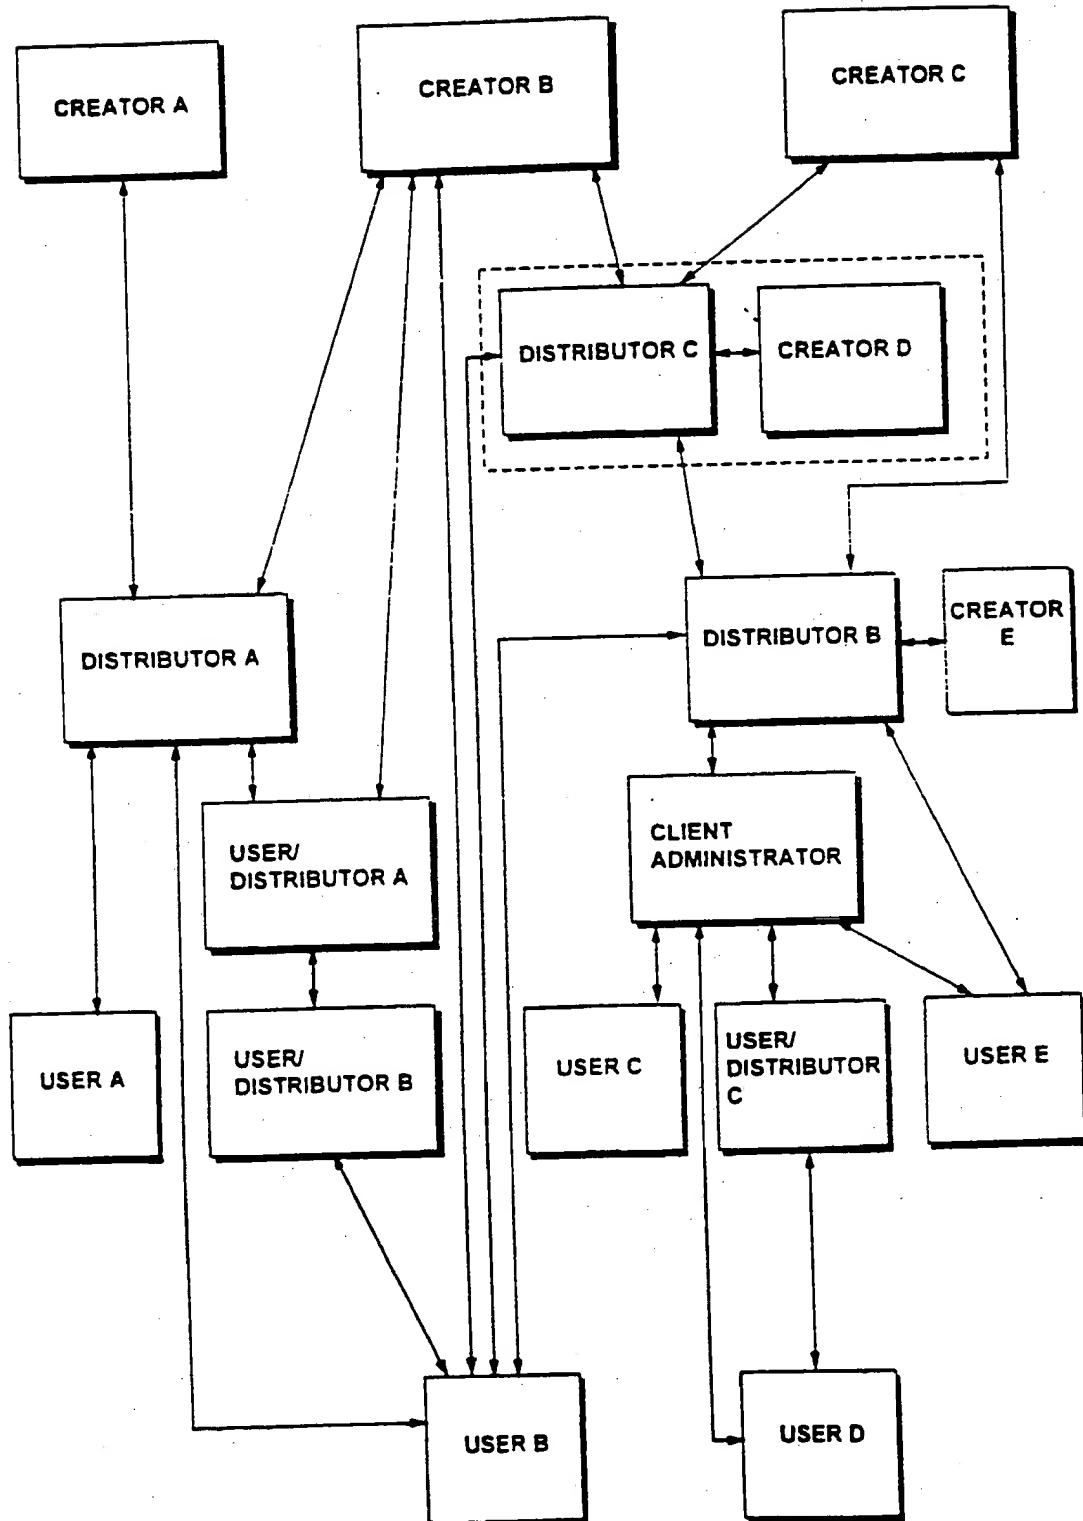 CREATOR A
CREATOR B
CREATOR C
DISTRIBUTOR C
CREATOR D
DISTRIBUTOR A
DISTRIBUTOR B
CREATOR
E
USER/
DISTRIBUTOR A
CLIENT
ADMINISTRATOR
USER A
USER/
DISTRIBUTOR B
USER C
USER/
DISTRIBUTOR
C
USER E
USER B
USER D